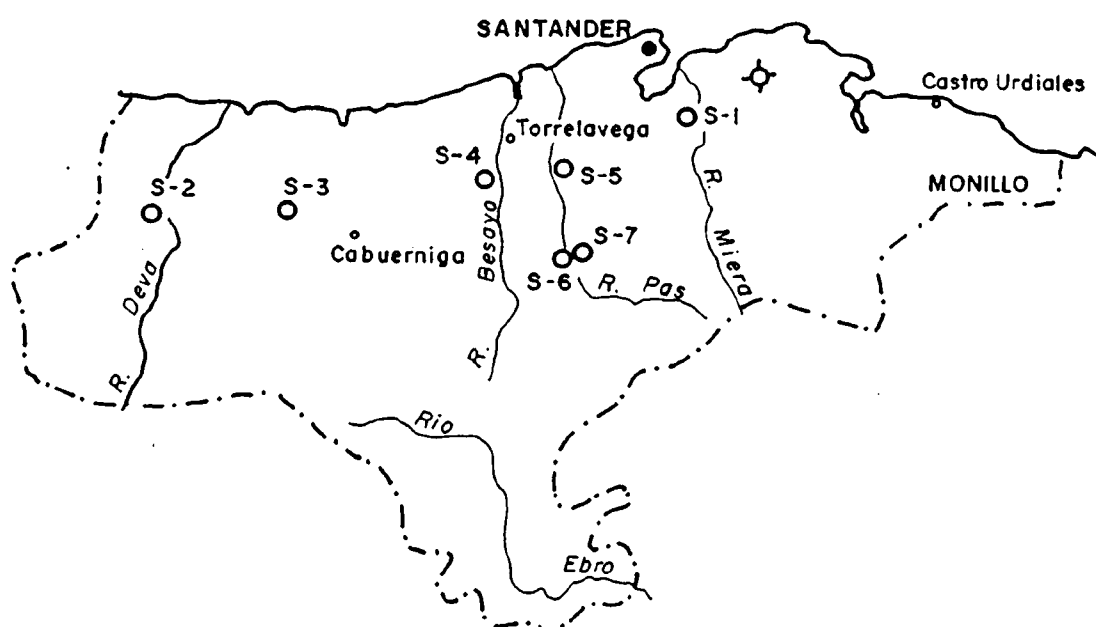 SANTANDER
Castro Urdiales
S-1
Torrelavega
S-4
S-5
S-2
S-3
MONILLO
R. Miera
R. Besaya
Cabuerniga
S-7
S-6
R. Pas
R. Deva
Rio
Ebro